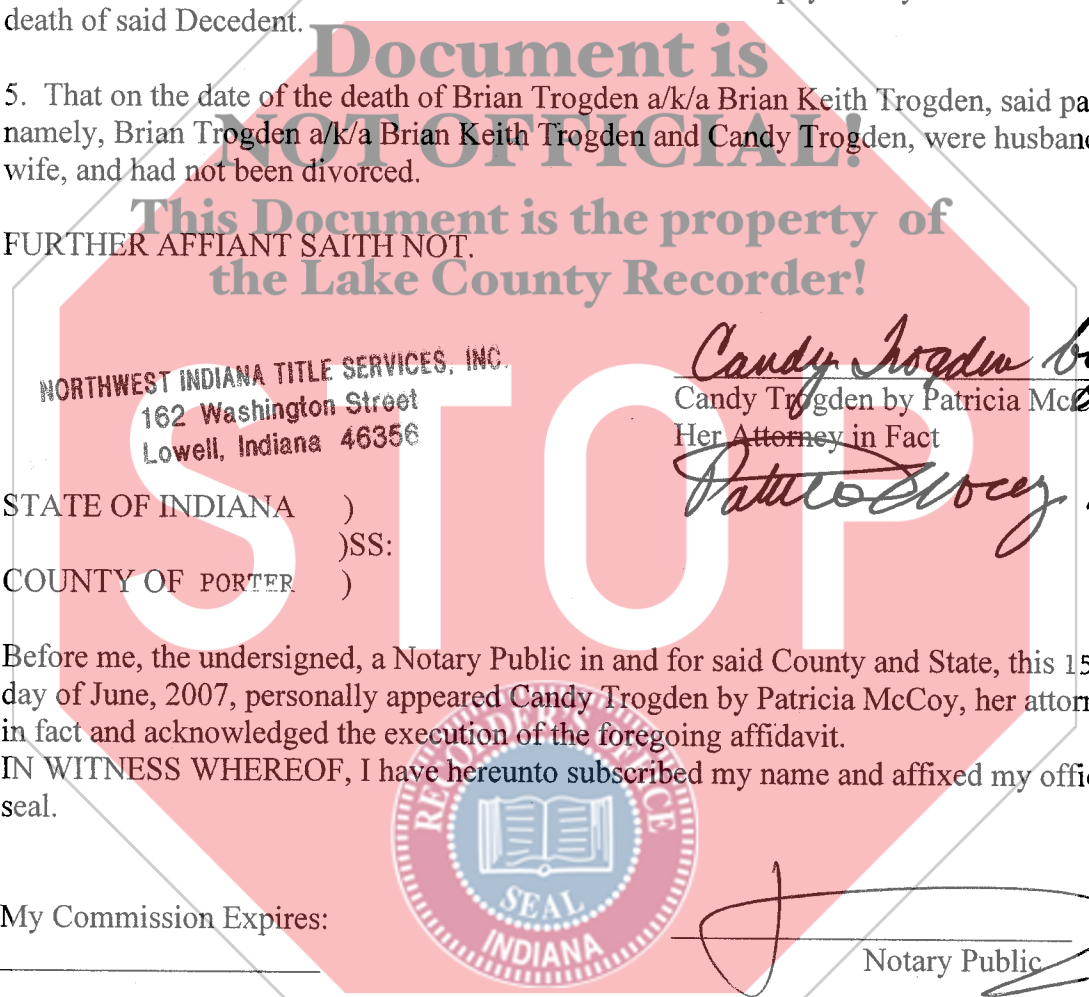 death of said Decedent.
Document is
5. That on the date of the death of Brian Trogden a/k/a Brian Keith Trogden, said pa
namely, Brian Trogden a/k/a Brian Keith Trogden and Candy Trogden, were husband
NOT OFFICIAL!
wife, and had not been divorced.
This Document is the property of
FURTHER AFFIANT SAITH NOT.
the Lake County Recorder!
NORTHWEST INDIANA TITLE SERVICES, INC.
162 Washington Street
Lowell, Indiana 46356
Candy Trogden
Candy Trogden by Patricia McC
Her Attorney in Fact
STOP
STATE OF INDIANA )
)SS:
COUNTY OF PORTER )
Before me, the undersigned, a Notary Public in and for said County and State, this 15
day of June, 2007, personally appeared Candy Trogden by Patricia McCoy, her attorn
in fact and acknowledged the execution of the foregoing affidavit.
IN WITNESS WHEREOF, I have hereunto subscribed my name and affixed my offic
seal.
RECORDER'S OFFICE
SEAL
INDIANA
My Commission Expires:
Notary Public